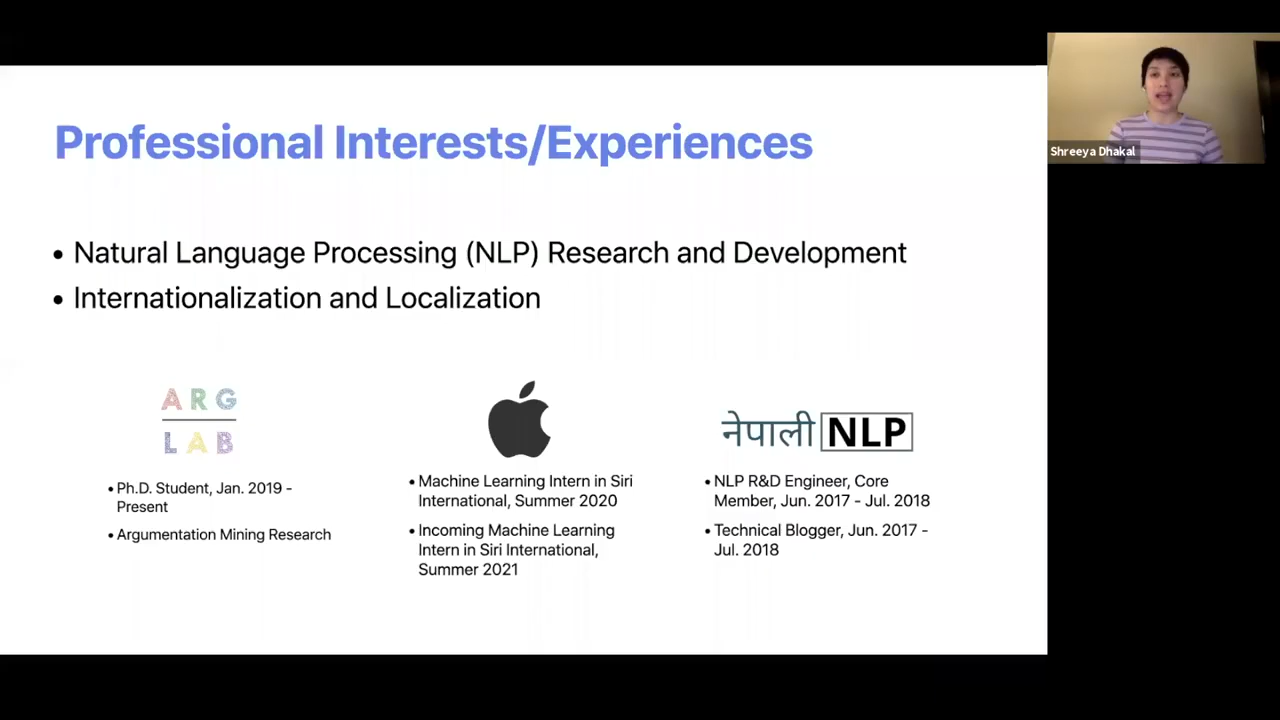 Professional Interests/Experiences
Shreeya Dhakal
• Natural Language Processing (NLP) Research and Development
• Internationalization and Localization
ARG
LAB
• Ph.D. Student, Jan. 2019 -
Present
• Argumentation Mining Research
• Machine Learning Intern in Siri
International, Summer 2020
• Incoming Machine Learning
Intern in Siri International,
Summer 2021
नेपाली NLP
• NLP R&D Engineer, Core
Member, Jun. 2017 - Jul. 2018
• Technical Blogger, Jun. 2017 -
Jul. 2018